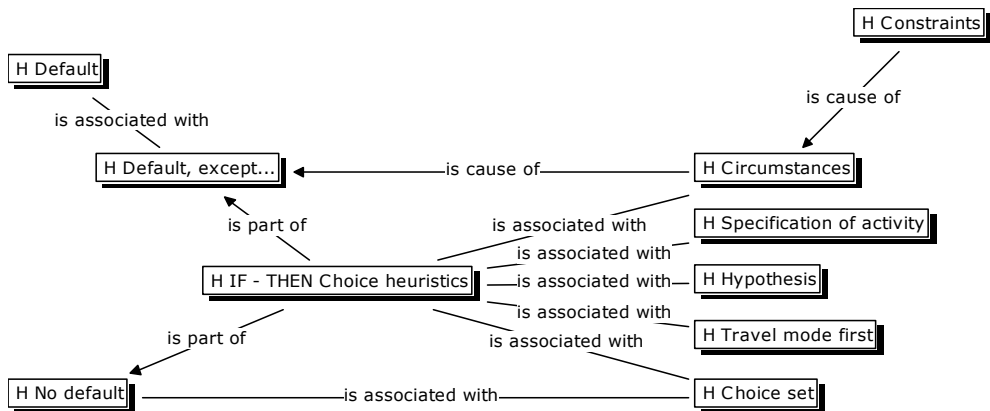 H Constraints
H Default
is cause of
is associated with
H Default, except...
is cause of
H Circumstances
is part of
is associated with
H Specification of activity
is associated with
H IF - THEN Choice heuristics
is associated with
H Hypothesis
is associated with
H Travel mode first
is part of
is associated with
H No default
is associated with
H Choice set